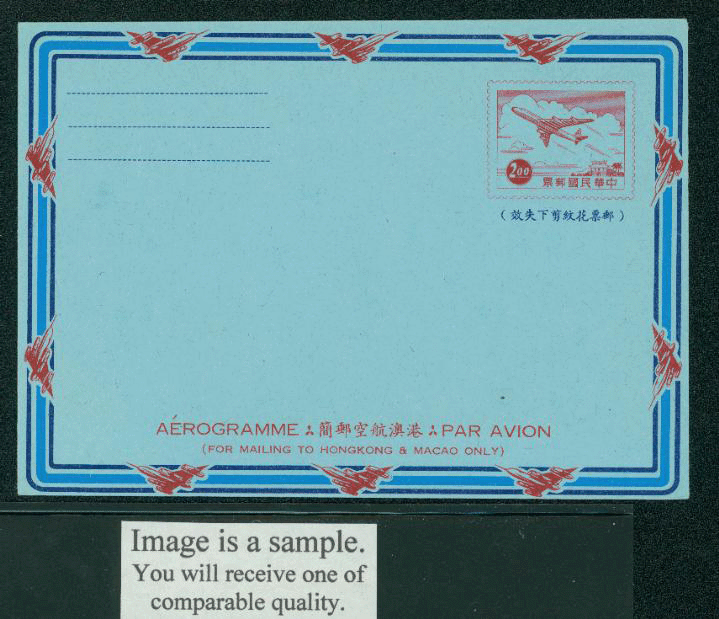 2.00
中華民國郵票
(郵票花紋剪下失效)
AÉROGRAMME ∴ 港澳航空郵簡 ∴ PAR AVION
(FOR MAILING TO HONGKONG & MACAO ONLY)
Image is a sample.
You will receive one of
comparable quality.